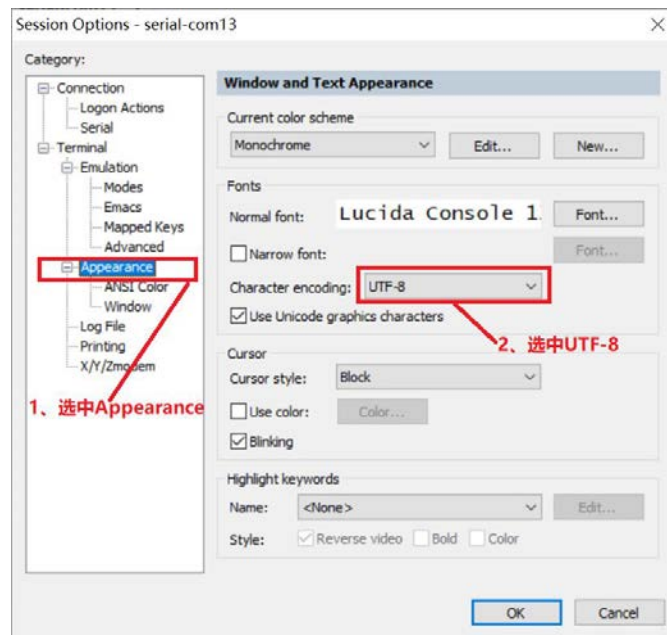 Session Options - serial-com13
Category:
Connection
Logon Actions
Serial
Terminal
Emulation
Modes
Emacs
Mapped Keys
Advanced
Appearance
ANSI Color
Window
Log File
Printing
X/Y/Zmodem
1、选中Appearance
Window and Text Appearance
Current color scheme
Monochrome Edit... New...
Fonts
Normal font: Lucida Console 1 Font...
Narrow font: Font...
Character encoding: UTF-8
Use Unicode graphics characters
2、选中UTF-8
Cursor
Cursor style: Block
Use color: Color...
Blinking
Highlight keywords
Name: <None> Edit...
Style: Reverse video Bold Color
OK Cancel